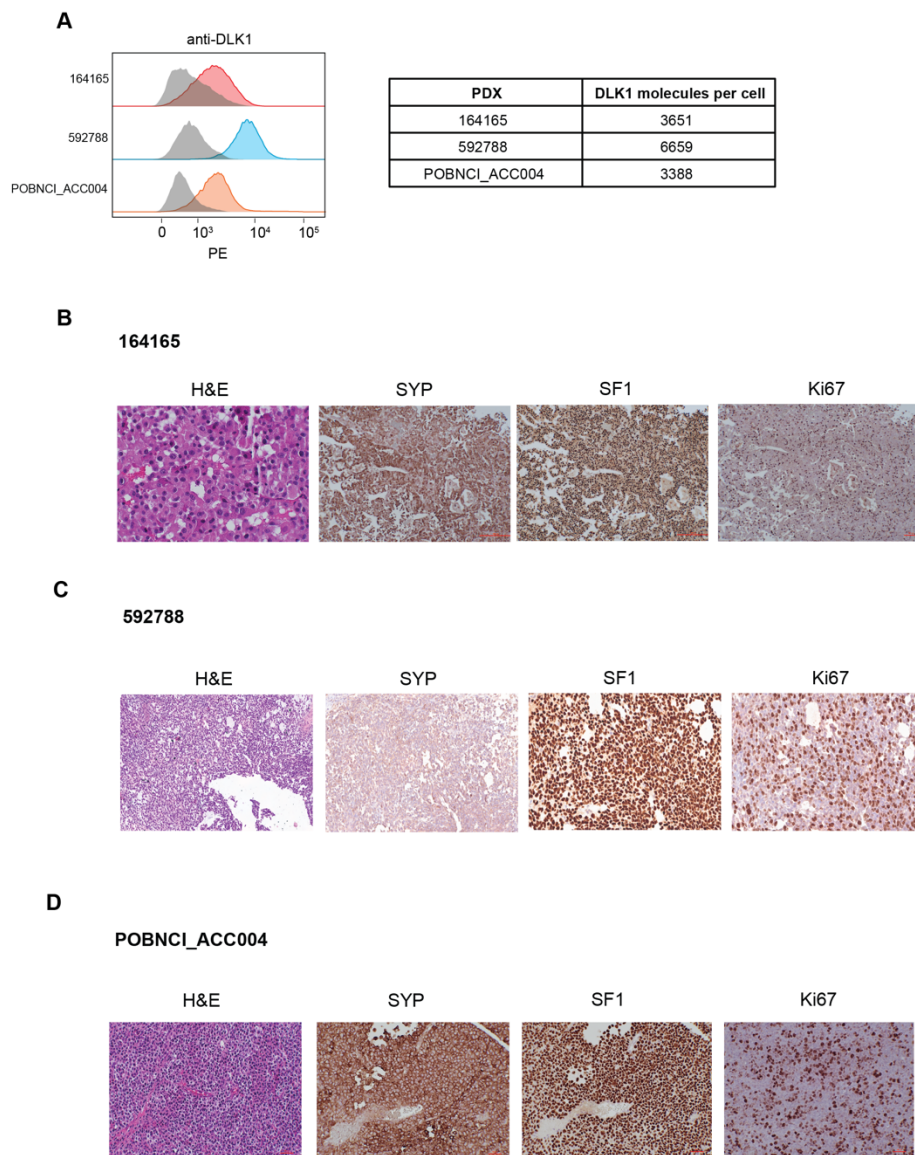 A
anti-DLK1
164165
592788
POBNCI_ACC004
0 10³ 10⁴ 10⁵
PE
PDX DLK1 molecules per cell
164165 3651
592788 6659
POBNCI_ACC004 3388
B
164165
H&E SYP SF1 Ki67
C
592788
H&E SYP SF1 Ki67
D
POBNCI_ACC004
H&E SYP SF1 Ki67